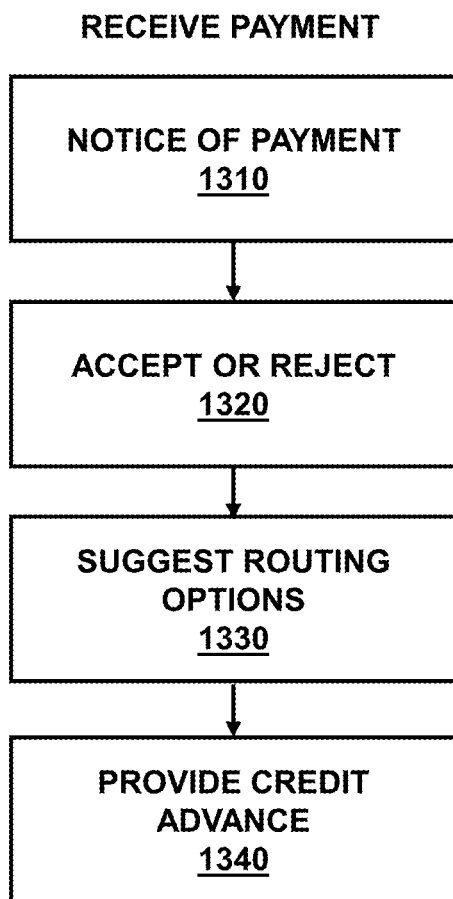 RECEIVE PAYMENT
NOTICE OF PAYMENT
1310
ACCEPT OR REJECT
1320
SUGGEST ROUTING
OPTIONS
1330
PROVIDE CREDIT
ADVANCE
1340